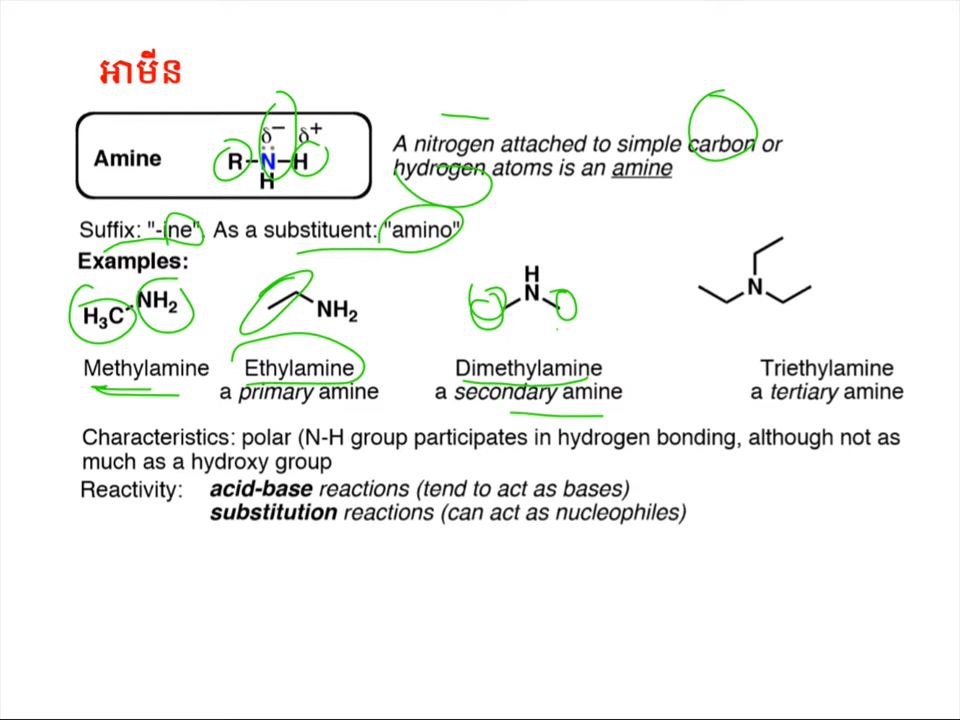 អាមីន
δ− δ+
Amine R–N–H
H
A nitrogen attached to simple carbon or
hydrogen atoms is an amine
Suffix: "-ine". As a substituent: "amino"
Examples:
H3C NH2
NH2
H
N
N
Methylamine Ethylamine Dimethylamine Triethylamine
a primary amine a secondary amine a tertiary amine
Characteristics: polar (N-H group participates in hydrogen bonding, although not as
much as a hydroxy group
Reactivity: acid-base reactions (tend to act as bases)
substitution reactions (can act as nucleophiles)